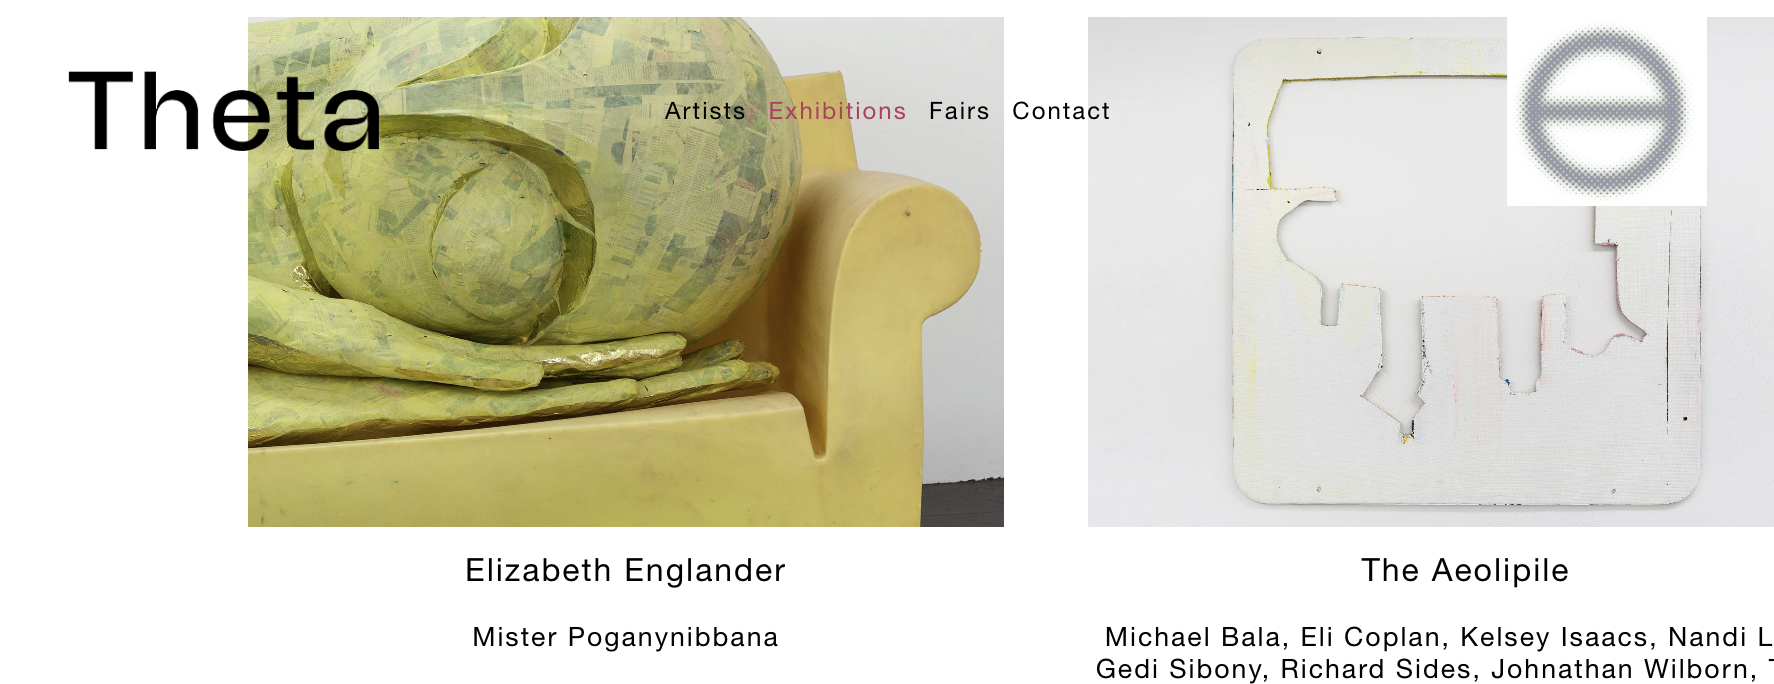 Theta
Artists Exhibitions Fairs Contact
Elizabeth Englander
Mister Poganynibbana
The Aeolipile
Michael Bala, Eli Coplan, Kelsey Isaacs, Nandi
Gedi Sibony, Richard Sides, Johnathan Wilborn,